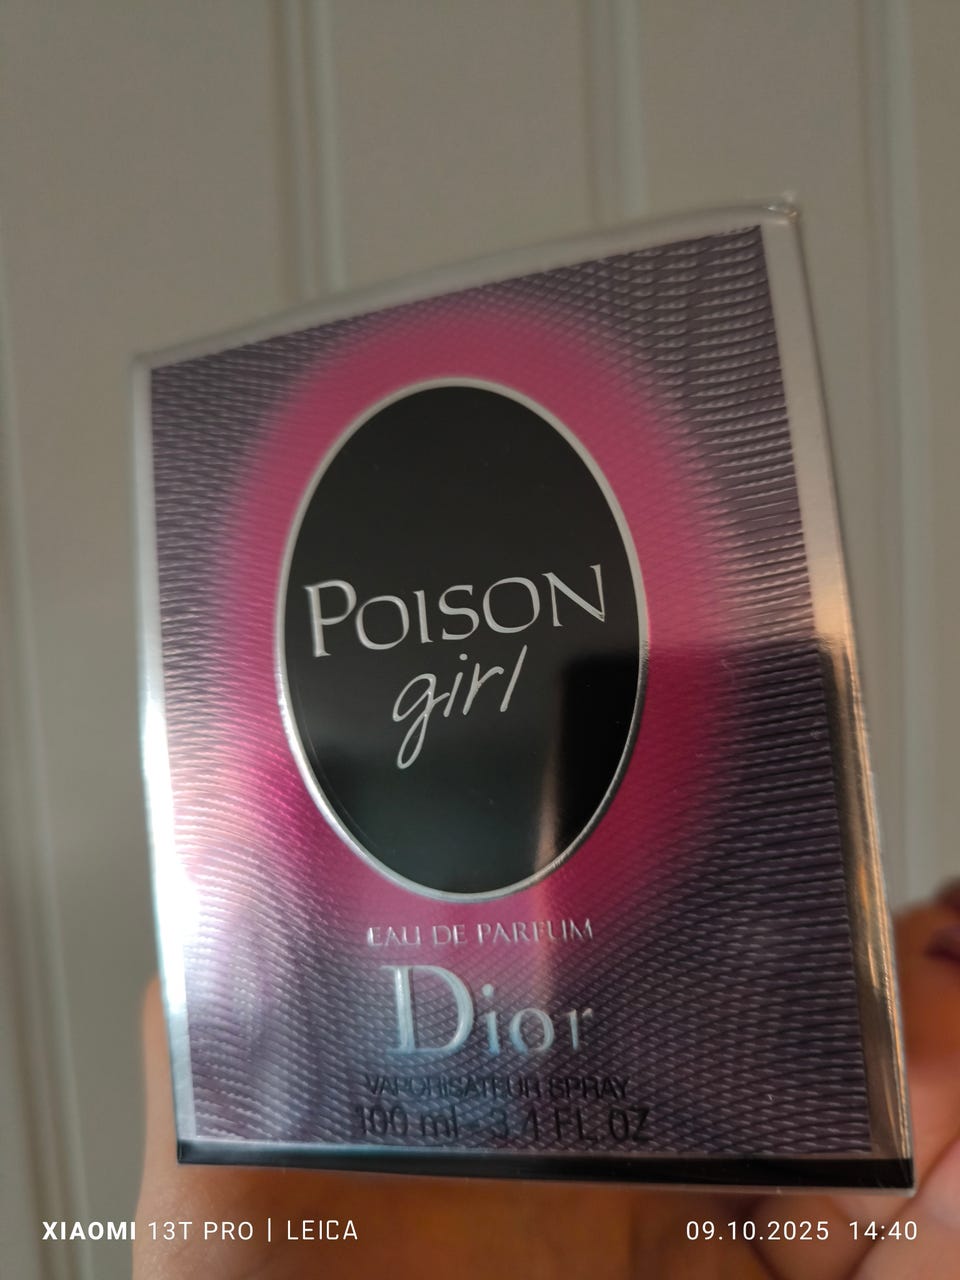 POISON
girl
EAU DE PARFUM
Dior
VAPORISATEUR SPRAY
100 ml - 3.4 FL. OZ
XIAOMI 13T PRO | LEICA
09.10.2025 14:40